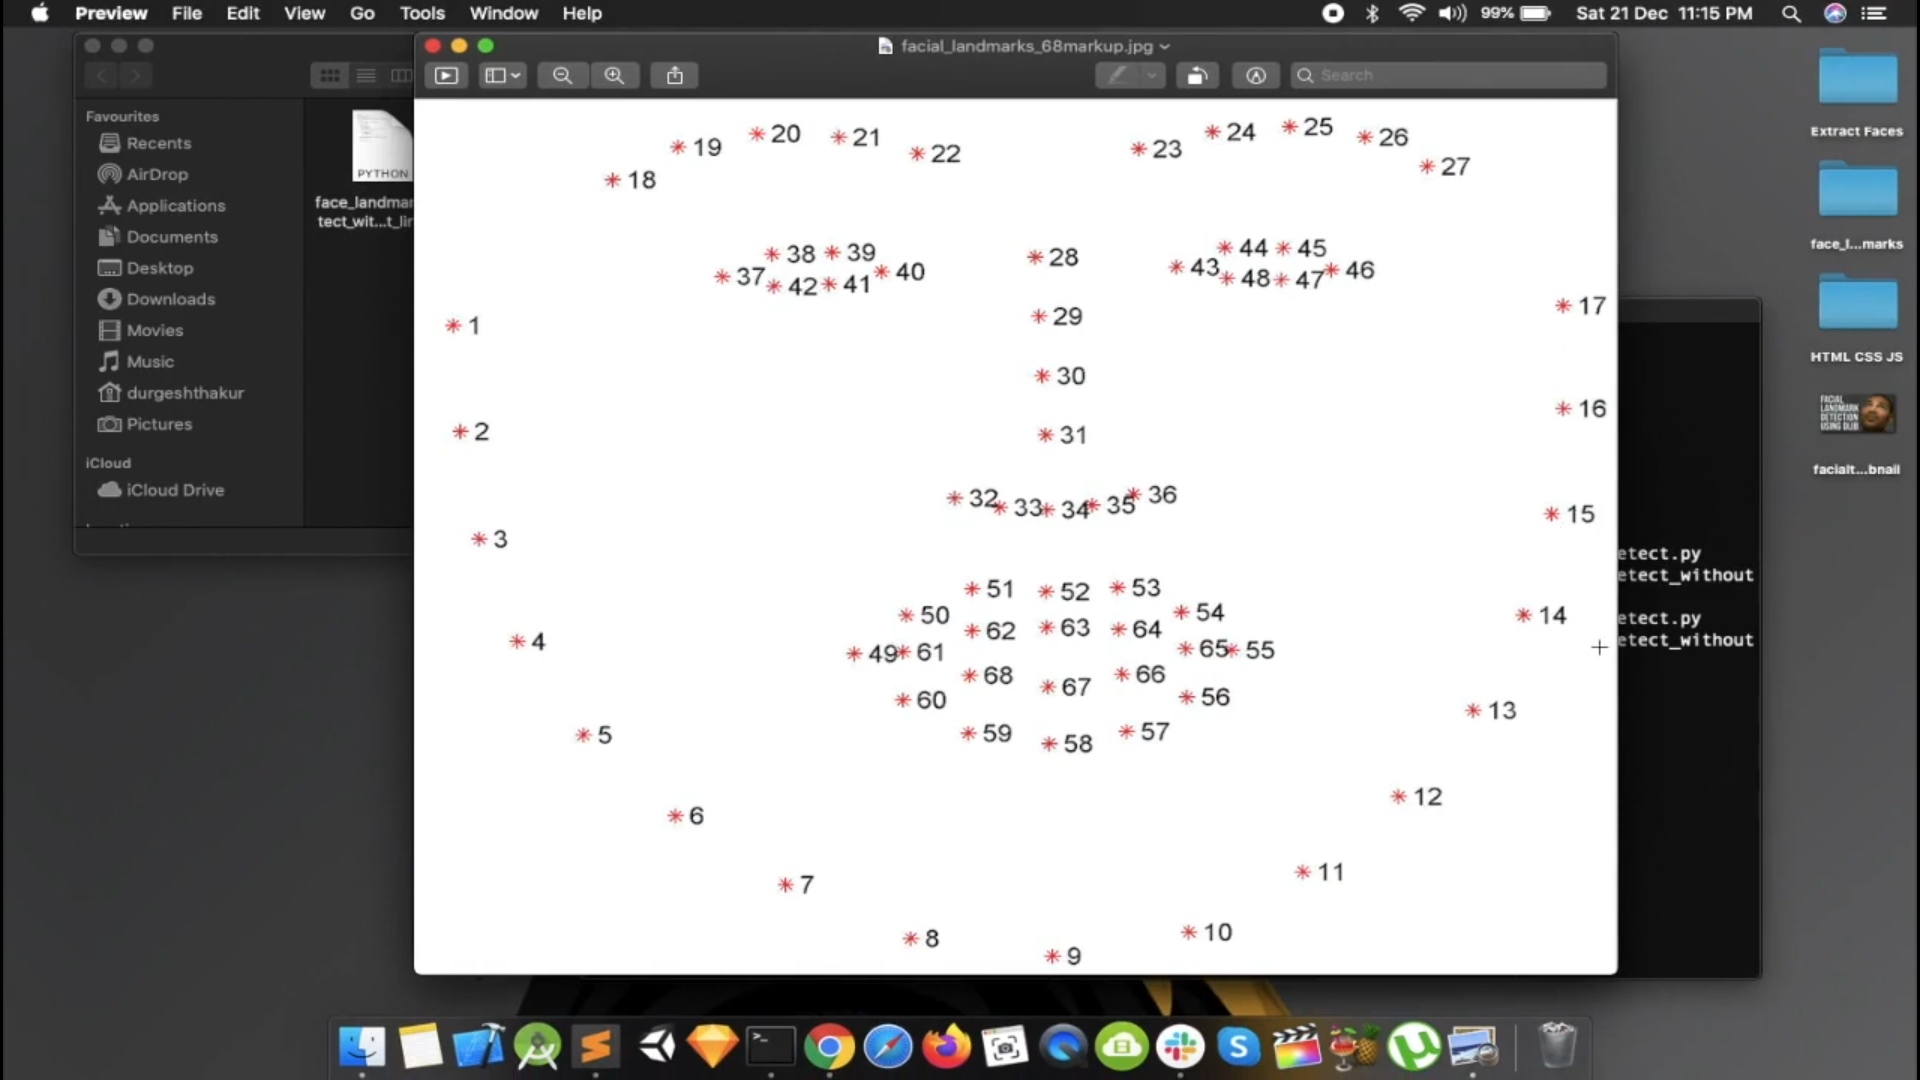 Preview File Edit View Go Tools Window Help 99% Sat 21 Dec 11:15 PM
facial_landmarks_68markup.jpg
Search
Favourites
Recents
AirDrop
Applications
Documents
Desktop
Downloads
Movies
Music
durgeshthakur
Pictures
iCloud
iCloud Drive
PYTHON
face_landmar
tect_wit...t_lin
19 20 21 22 23 24 25 26
18 27
38 39 28 44 45
37 42 41 40 43 48 47 46
1 29 17
30
2 31 16
32 33 34 35 36
3 15
51 52 53
50 54
62 63 64
4 49 61 65 55 14
68 67 66
60 56
59 58 57
5 13
6 12
7 11
8 10
9
etect.py
etect_without
etect.py
etect_without
Extract Faces
face_l...marks
HTML CSS JS
FACIAL
LANDMARK
DETECTION
USING DLIB
facialt...bnail